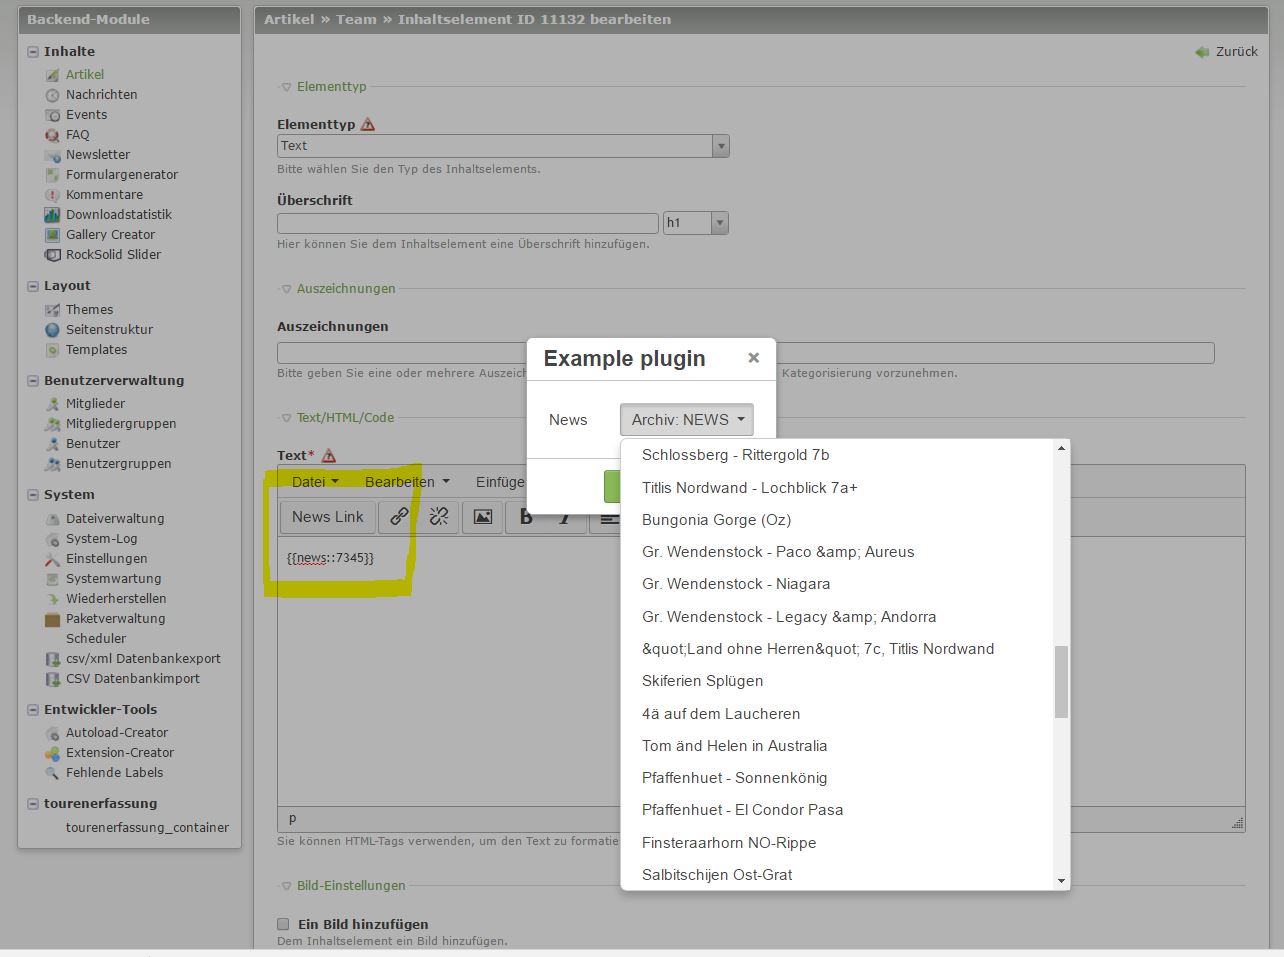 Backend-Module
Inhalte
Artikel
Nachrichten
Events
FAQ
Newsletter
Formulargenerator
Kommentare
Downloadstatistik
Gallery Creator
RockSolid Slider
Layout
Themes
Seitenstruktur
Templates
Benutzerverwaltung
Mitglieder
Mitgliedergruppen
Benutzer
Benutzergruppen
System
Dateiverwaltung
System-Log
Einstellungen
Systemwartung
Wiederherstellen
Paketverwaltung
Scheduler
csv/xml Datenbankexport
CSV Datenbankimport
Entwickler-Tools
Autoload-Creator
Extension-Creator
Fehlende Labels
tourenerfassung
tourenerfassung_container
Artikel » Team » Inhaltselement ID 11132 bearbeiten
Zurück
Elementtyp
Elementtyp
Text
Bitte wählen Sie den Typ des Inhaltselements.
Überschrift
h1
Hier können Sie dem Inhaltselement eine Überschrift hinzufügen.
Auszeichnungen
Auszeichnungen
Bitte geben Sie eine oder mehrere Auszeich Kategorisierung vorzunehmen.
Text/HTML/Code
Text*
Datei Bearbeiten Einfüge
News Link B I
{{news::7345}}
p
Sie können HTML-Tags verwenden, um den Text zu formatie
Bild-Einstellungen
Ein Bild hinzufügen
Dem Inhaltselement ein Bild hinzufügen.
Example plugin ×
News Archiv: NEWS
Schlossberg - Rittergold 7b
Titlis Nordwand - Lochblick 7a+
Bungonia Gorge (Oz)
Gr. Wendenstock - Paco &amp; Aureus
Gr. Wendenstock - Niagara
Gr. Wendenstock - Legacy &amp; Andorra
&quot;Land ohne Herren&quot; 7c, Titlis Nordwand
Skiferien Splügen
4ä auf dem Laucheren
Tom änd Helen in Australia
Pfaffenhuet - Sonnenkönig
Pfaffenhuet - El Condor Pasa
Finsteraarhorn NO-Rippe
Salbitschijen Ost-Grat